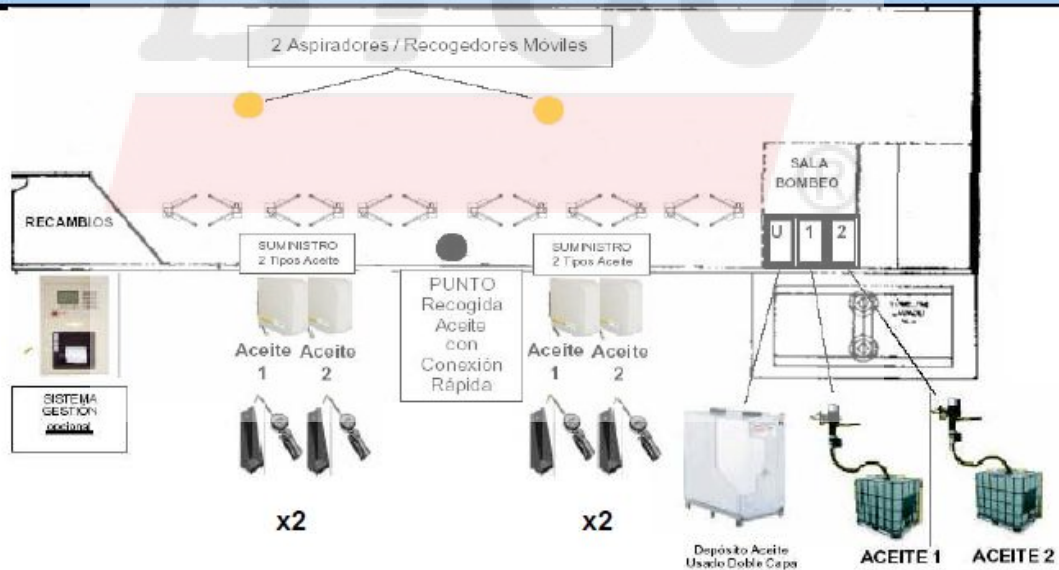 2 Aspiradores / Recogedores Móviles
SALA
BOMBEO
RECAMBIOS
U 1 2
SUMINISTRO
2 Tipos Aceite
SUMINISTRO
2 Tipos Aceite
PUNTO
Recogida
Aceite
con
Conexión
Rápida
Aceite Aceite
1 2
Aceite Aceite
1 2
SISTEMA
GESTIÓN
opcional
x2
x2
Depósito Aceite
Usado Doble Capa
ACEITE 1
ACEITE 2
®